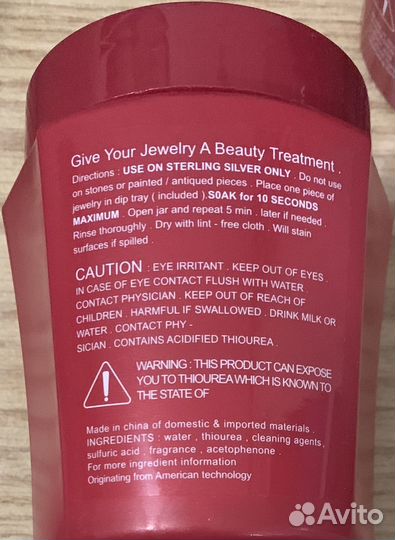 Give Your Jewelry A Beauty Treatment .
Directions : USE ON STERLING SILVER ONLY . Do not use
on stones or painted / antiqued pieces . Place one piece of
jewelry in dip tray ( included ).S0AK for 10 SECONDS
MAXIMUM . Open jar and repeat 5 min . later if needed .
Rinse thoroughly . Dry with lint - free cloth . Will stain
surfaces if spilled .
CAUTION : EYE IRRITANT . KEEP OUT OF EYES .
IN CASE OF EYE CONTACT FLUSH WITH WATER .
CONTACT PHYSICIAN . KEEP OUT OF REACH OF
CHILDREN . HARMFUL IF SWALLOWED . DRINK MILK OR
WATER . CONTACT PHY -
SICIAN . CONTAINS ACIDIFIED THIOUREA .
WARNING : THIS PRODUCT CAN EXPOSE
YOU TO THIOUREA WHICH IS KNOWN TO
THE STATE OF
Made in china of domestic & imported materials .
INGREDIENTS : water , thiourea , cleaning agents ,
sulfuric acid , fragrance , acetophenone .
For more ingredient information
Originating from American technology
Avito